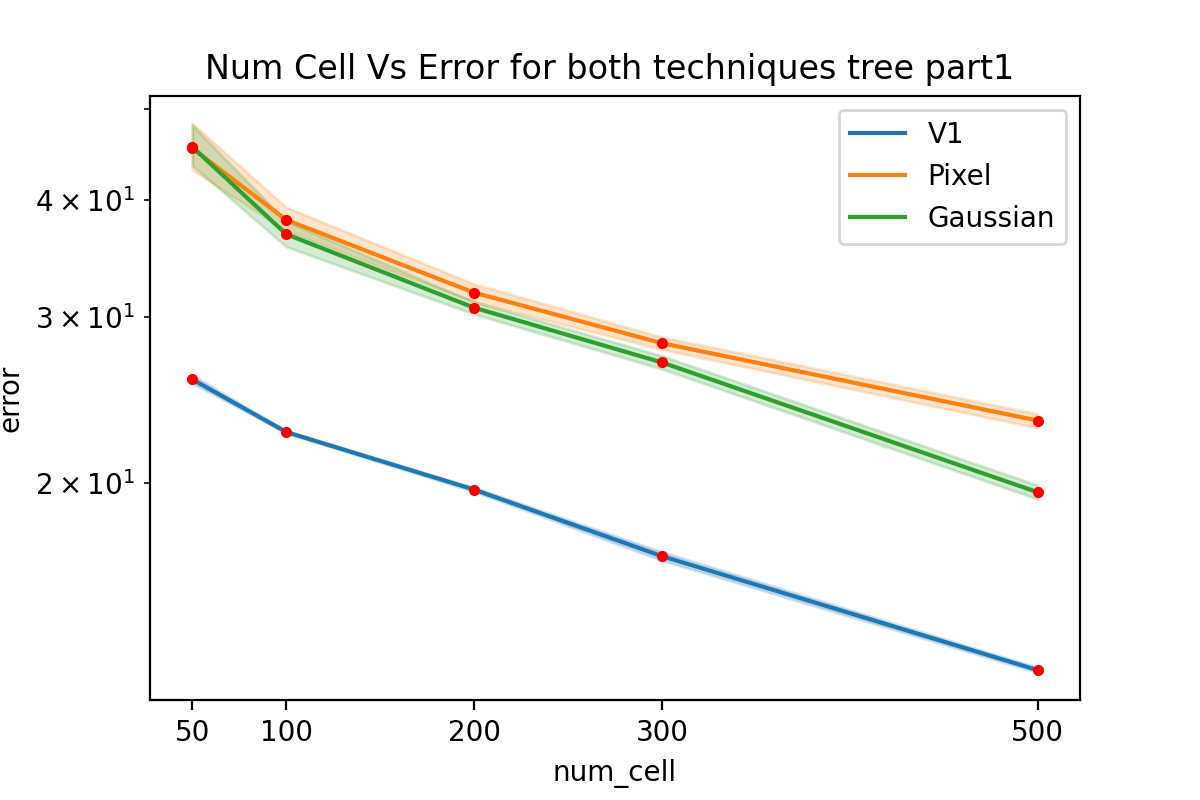 Num Cell Vs Error for both techniques tree part1
V1
Pixel
Gaussian
4 × 10¹
3 × 10¹
2 × 10¹
error
50 100 200 300 500
num_cell